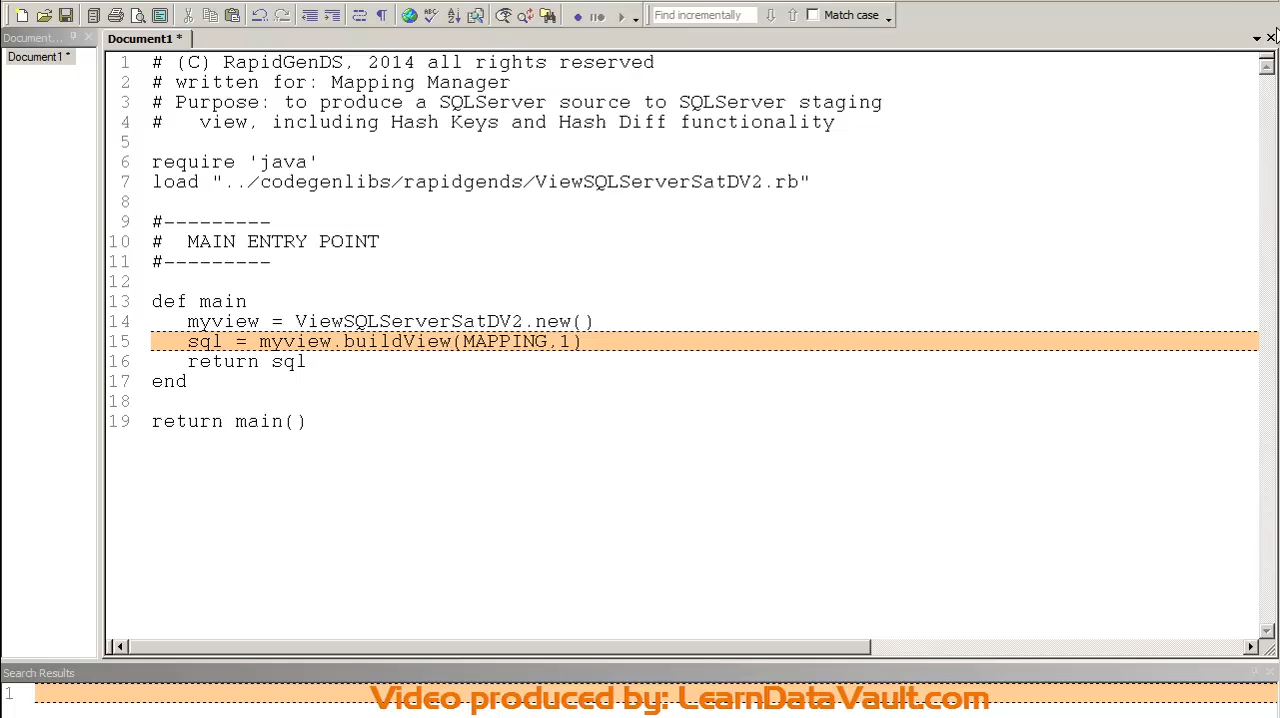 Find incrementally
Match case
Document...
Document1 *
Document1 *
1 # (C) RapidGenDS, 2014 all rights reserved
2 # written for: Mapping Manager
3 # Purpose: to produce a SQLServer source to SQLServer staging
4 #   view, including Hash Keys and Hash Diff functionality
5
6 require 'java'
7 load "../codegenlibs/rapidgends/ViewSQLServerSatDV2.rb"
8
9 #---------
10 #  MAIN ENTRY POINT
11 #---------
12
13 def main
14    myview = ViewSQLServerSatDV2.new()
15    sql = myview.buildView(MAPPING,1)
16    return sql
17 end
18
19 return main()
Search Results
1
Video produced by: LearnDataVault.com